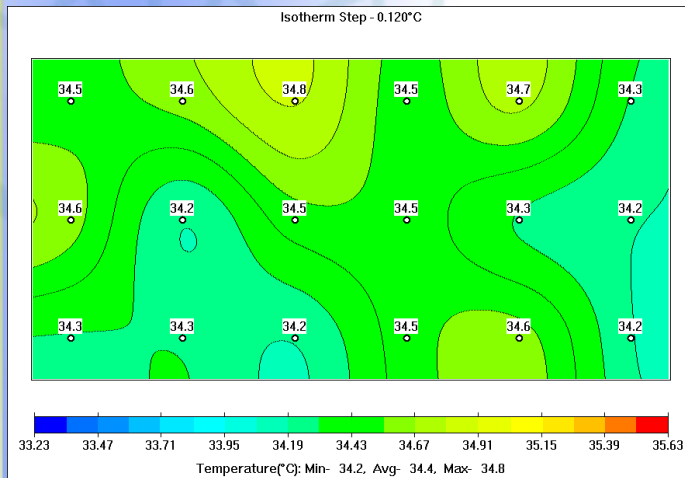 Isotherm Step - 0.120°C
34.5 34.6 34.8 34.5 34.7 34.3
34.6 34.2 34.5 34.5 34.3 34.2
34.3 34.3 34.2 34.5 34.6 34.2
33.23 33.47 33.71 33.95 34.19 34.43 34.67 34.91 35.15 35.39 35.63
Temperature(°C): Min- 34.2, Avg- 34.4, Max- 34.8